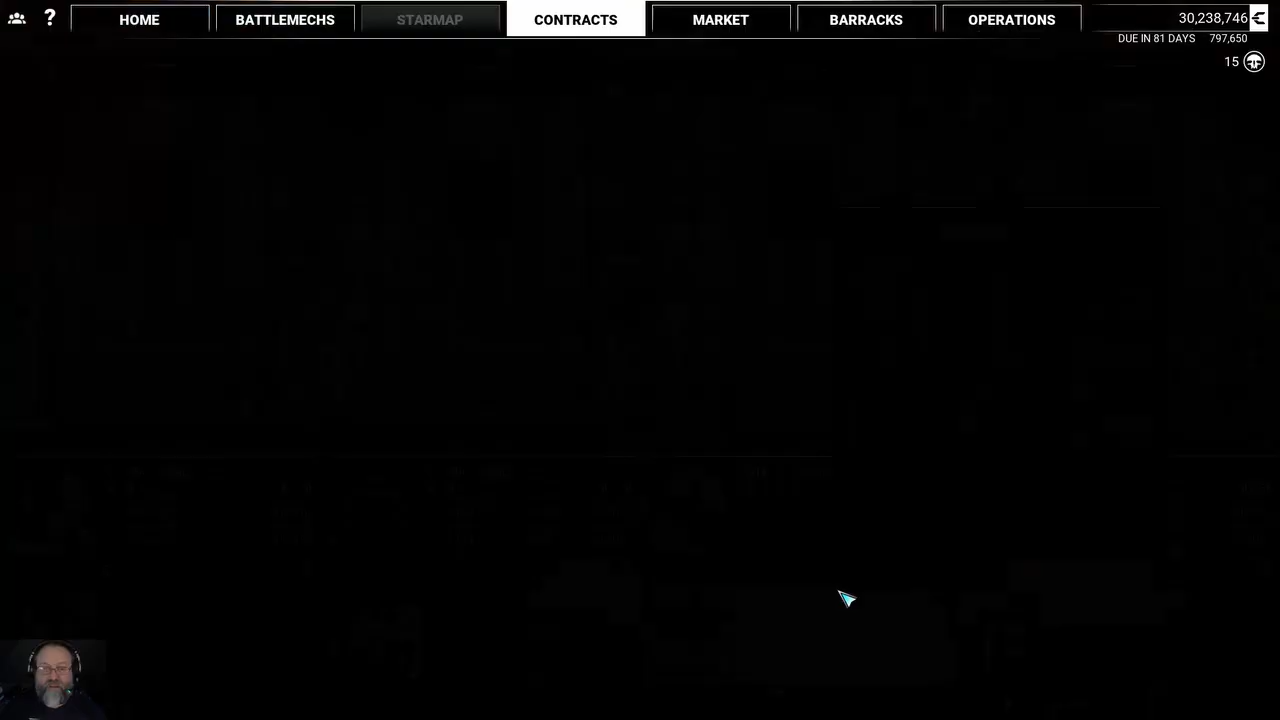 ?
HOME
BATTLEMECHS
STARMAP
CONTRACTS
MARKET
BARRACKS
OPERATIONS
30,238,746
DUE IN 81 DAYS 797,650
15